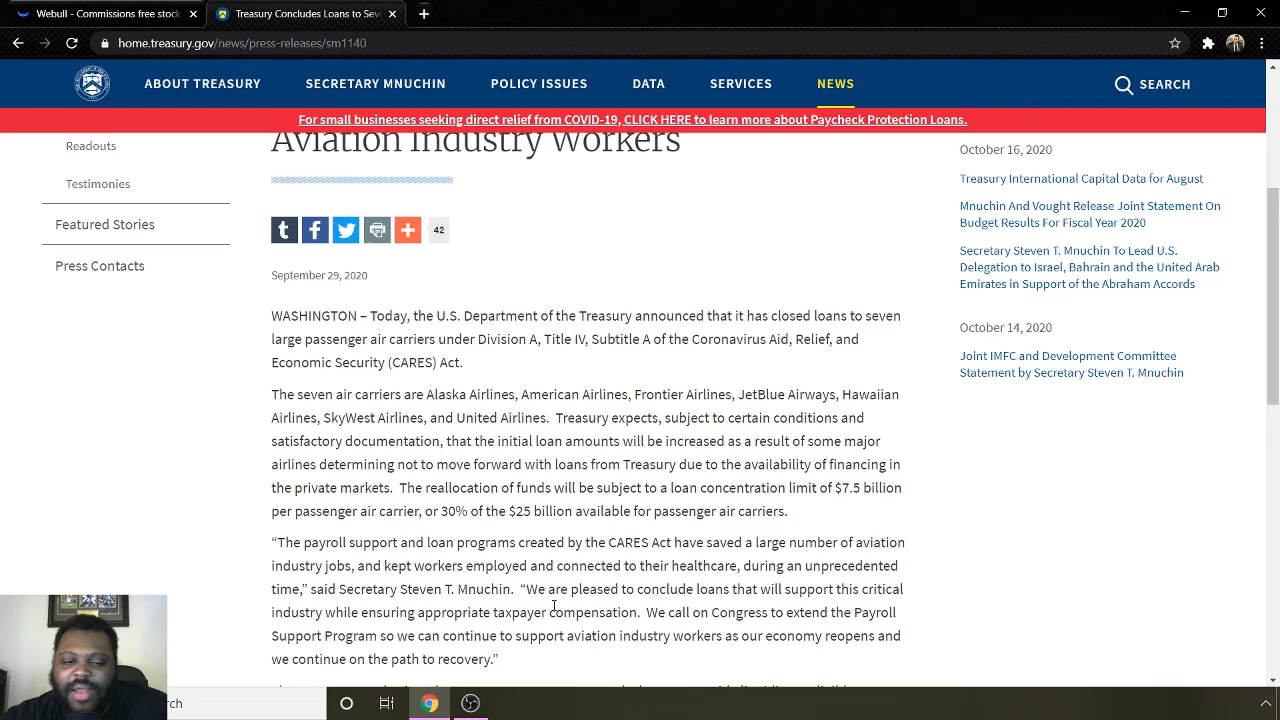 Webull - Commissions free stock
Treasury Concludes Loans to Sev
home.treasury.gov/news/press-releases/sm1140
ABOUT TREASURY
SECRETARY MNUCHIN
POLICY ISSUES
DATA
SERVICES
NEWS
SEARCH
For small businesses seeking direct relief from COVID-19, CLICK HERE to learn more about Paycheck Protection Loans.
Readouts
Testimonies
Featured Stories
Press Contacts
Aviation Industry Workers
42
September 29, 2020
WASHINGTON – Today, the U.S. Department of the Treasury announced that it has closed loans to seven
large passenger air carriers under Division A, Title IV, Subtitle A of the Coronavirus Aid, Relief, and
Economic Security (CARES) Act.
The seven air carriers are Alaska Airlines, American Airlines, Frontier Airlines, JetBlue Airways, Hawaiian
Airlines, SkyWest Airlines, and United Airlines.  Treasury expects, subject to certain conditions and
satisfactory documentation, that the initial loan amounts will be increased as a result of some major
airlines determining not to move forward with loans from Treasury due to the availability of financing in
the private markets.  The reallocation of funds will be subject to a loan concentration limit of $7.5 billion
per passenger air carrier, or 30% of the $25 billion available for passenger air carriers.
“The payroll support and loan programs created by the CARES Act have saved a large number of aviation
industry jobs, and kept workers employed and connected to their healthcare, during an unprecedented
time,” said Secretary Steven T. Mnuchin.  “We are pleased to conclude loans that will support this critical
industry while ensuring appropriate taxpayer compensation.  We call on Congress to extend the Payroll
Support Program so we can continue to support aviation industry workers as our economy reopens and
we continue on the path to recovery.”
October 16, 2020
Treasury International Capital Data for August
Mnuchin And Vought Release Joint Statement On
Budget Results For Fiscal Year 2020
Secretary Steven T. Mnuchin To Lead U.S.
Delegation to Israel, Bahrain and the United Arab
Emirates in Support of the Abraham Accords
October 14, 2020
Joint IMFC and Development Committee
Statement by Secretary Steven T. Mnuchin
rch